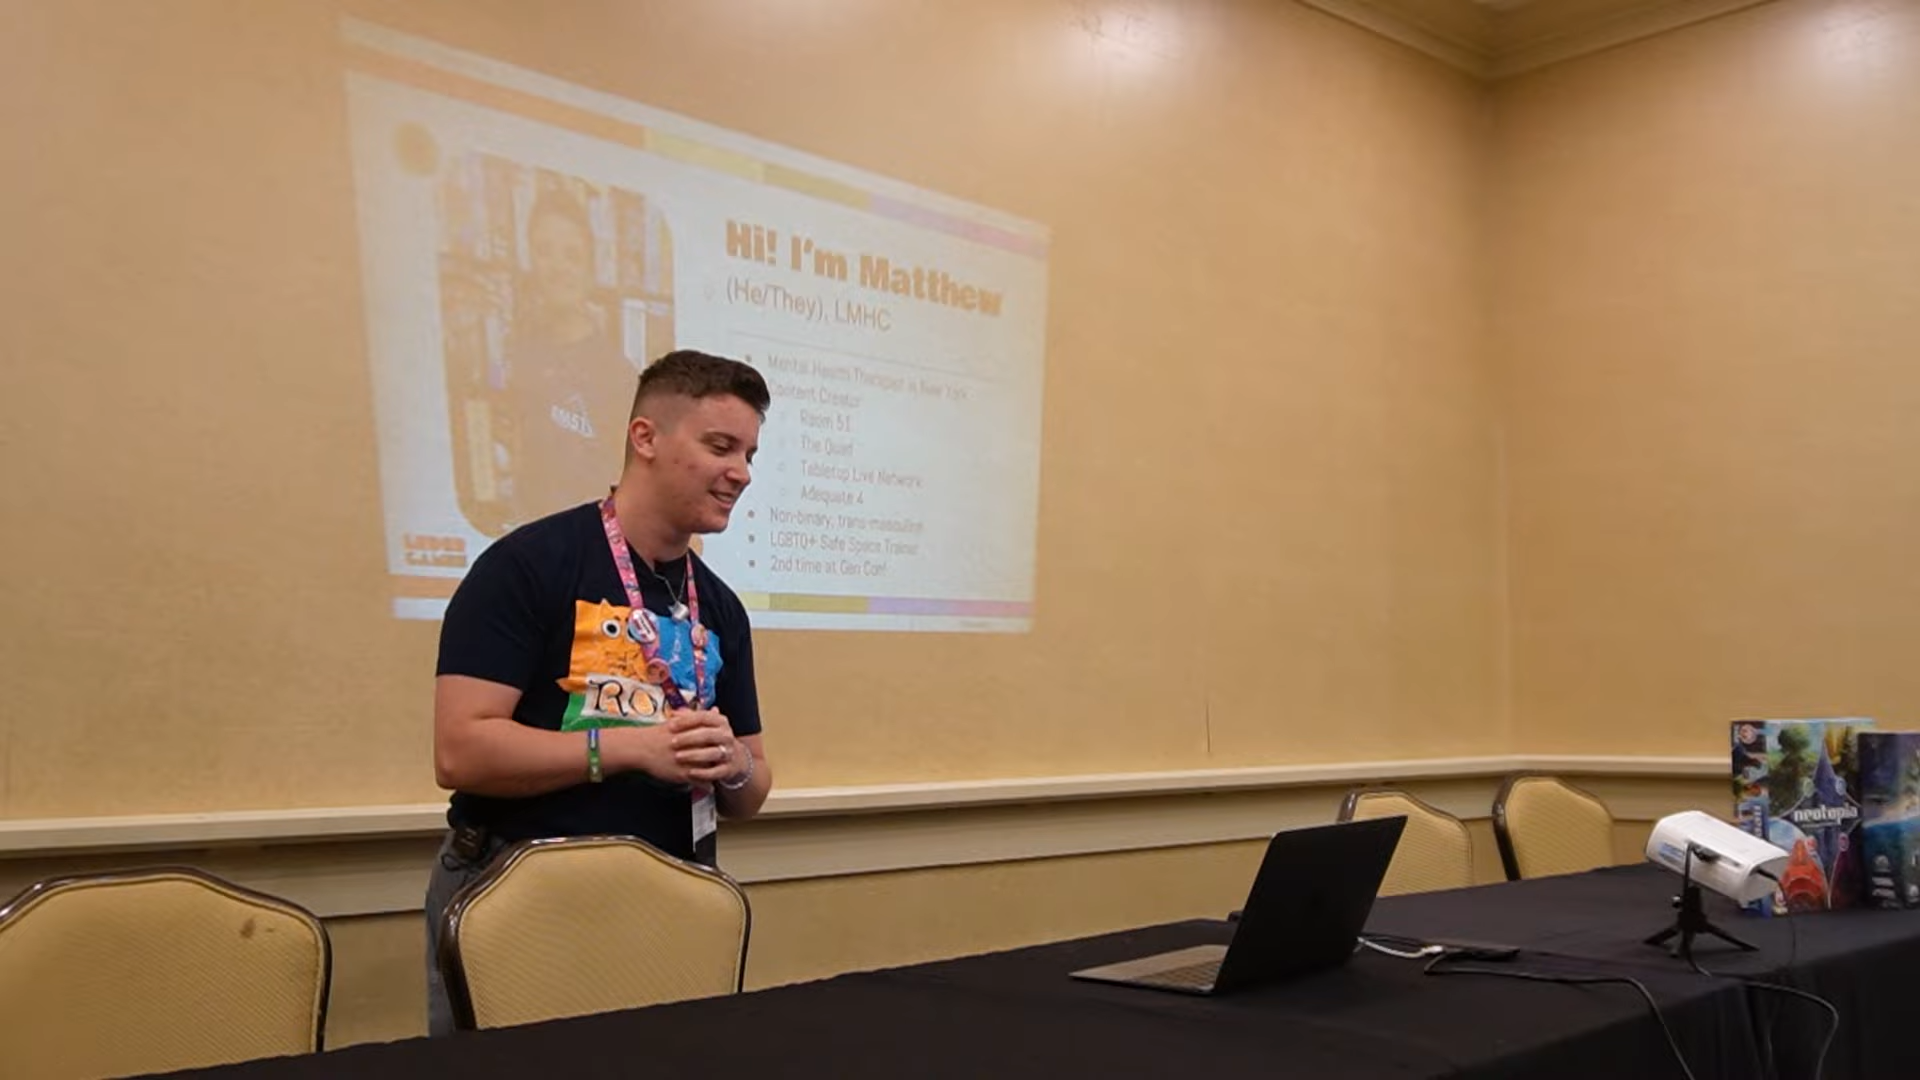 Hi! I'm Matthew
(He/They), LMHC
Mental Health Therapist in New York
Content Creator
Room 51
The Quad
Tabletop Live Network
Adequate 4
Non-binary, trans-masculine
LGBTQ+ Safe Space Trainer
2nd time at Gen Con!
neotopia